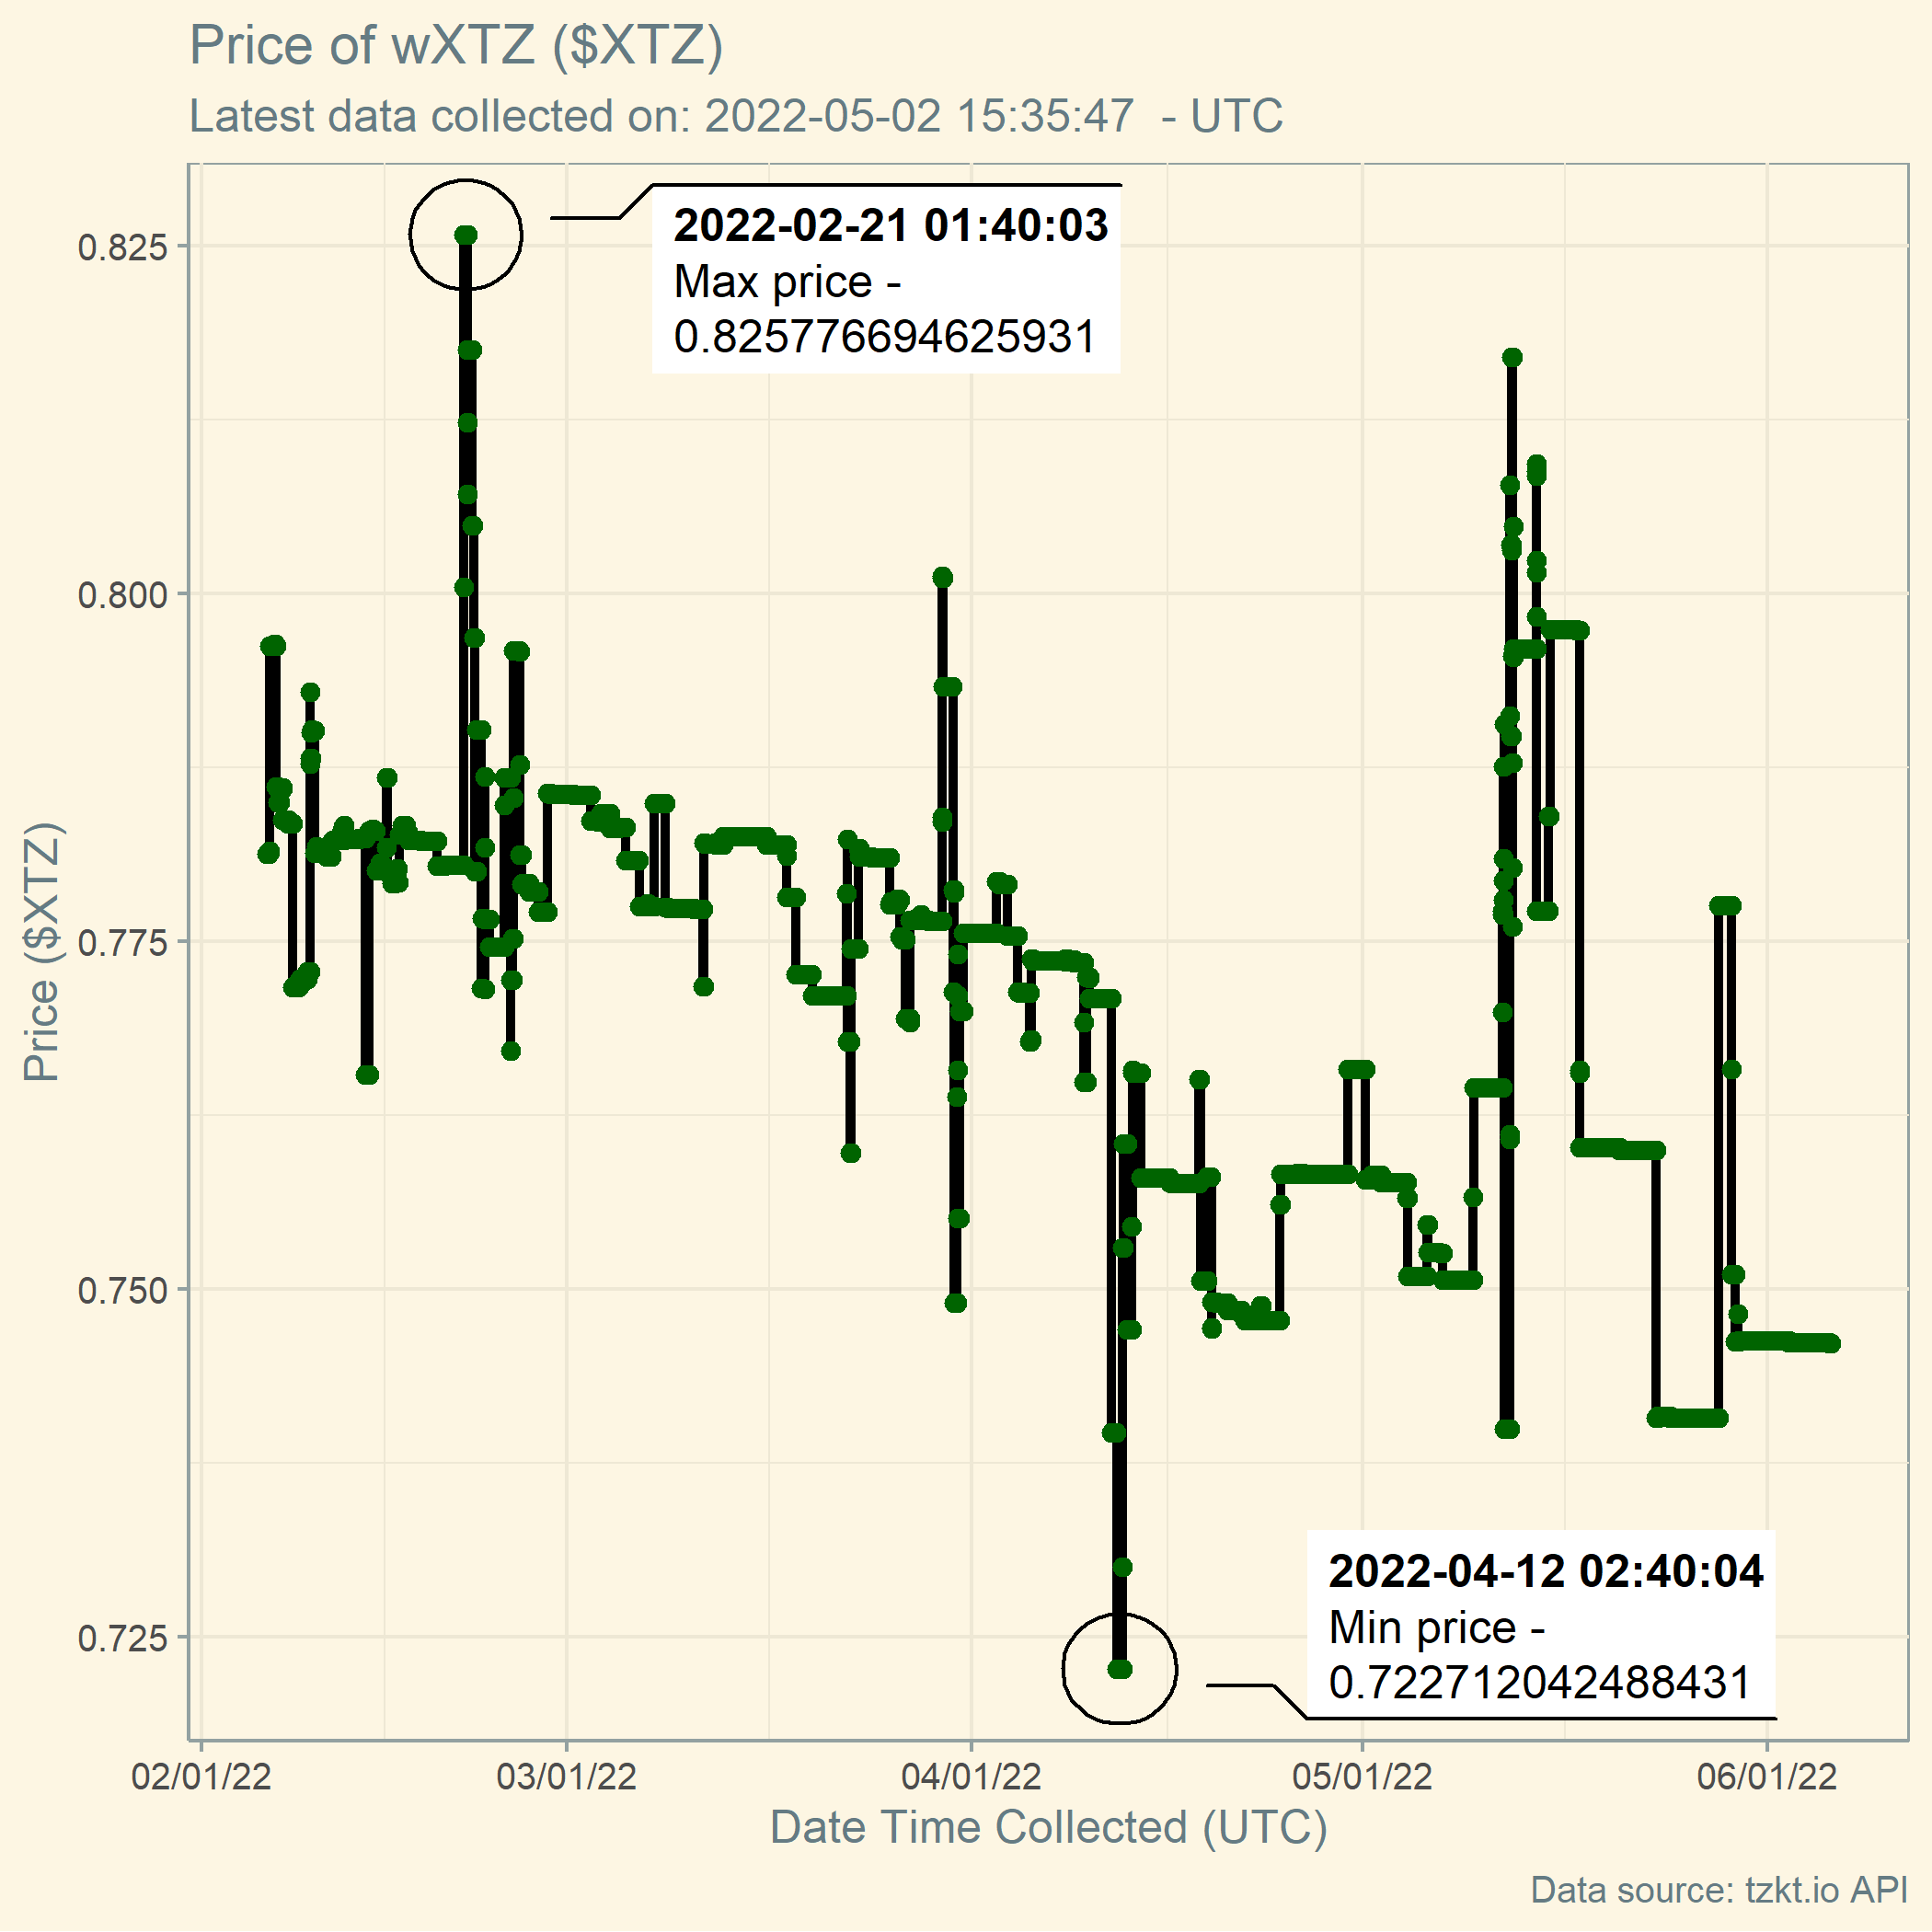 Price of wXTZ ($XTZ)
Latest data collected on: 2022-05-02 15:35:47  - UTC
2022-02-21 01:40:03
Max price -
0.825776694625931
0.825
0.800
0.775
0.750
0.725
Price ($XTZ)
2022-04-12 02:40:04
Min price -
0.722712042488431
02/01/22
03/01/22
04/01/22
05/01/22
06/01/22
Date Time Collected (UTC)
Data source: tzkt.io API